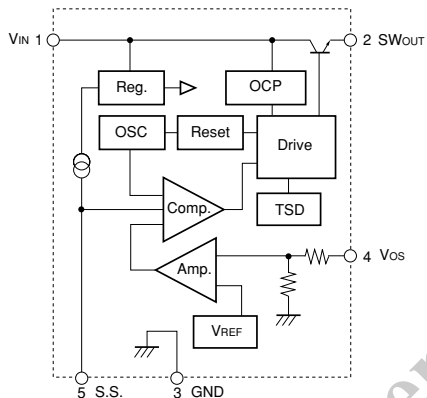 VIN 1
2 SWOUT
Reg.
OCP
OSC
Reset
Drive
Comp.
TSD
Amp.
4 VOS
VREF
5 S.S.
3 GND